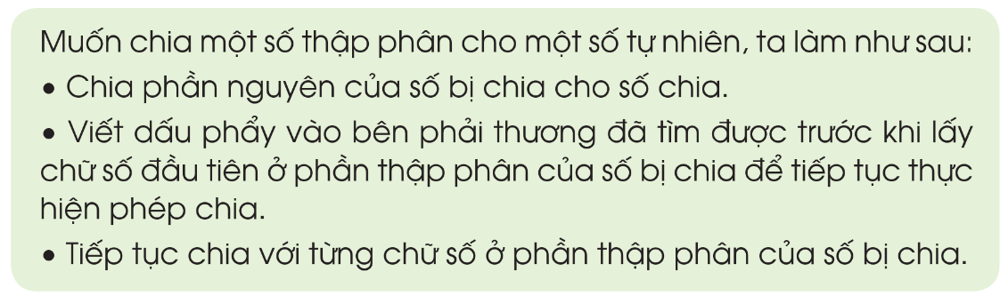 Muốn chia một số thập phân cho một số tự nhiên, ta làm như sau:
• Chia phần nguyên của số bị chia cho số chia.
• Viết dấu phẩy vào bên phải thương đã tìm được trước khi lấy
chữ số đầu tiên ở phần thập phân của số bị chia để tiếp tục thực
hiện phép chia.
• Tiếp tục chia với từng chữ số ở phần thập phân của số bị chia.